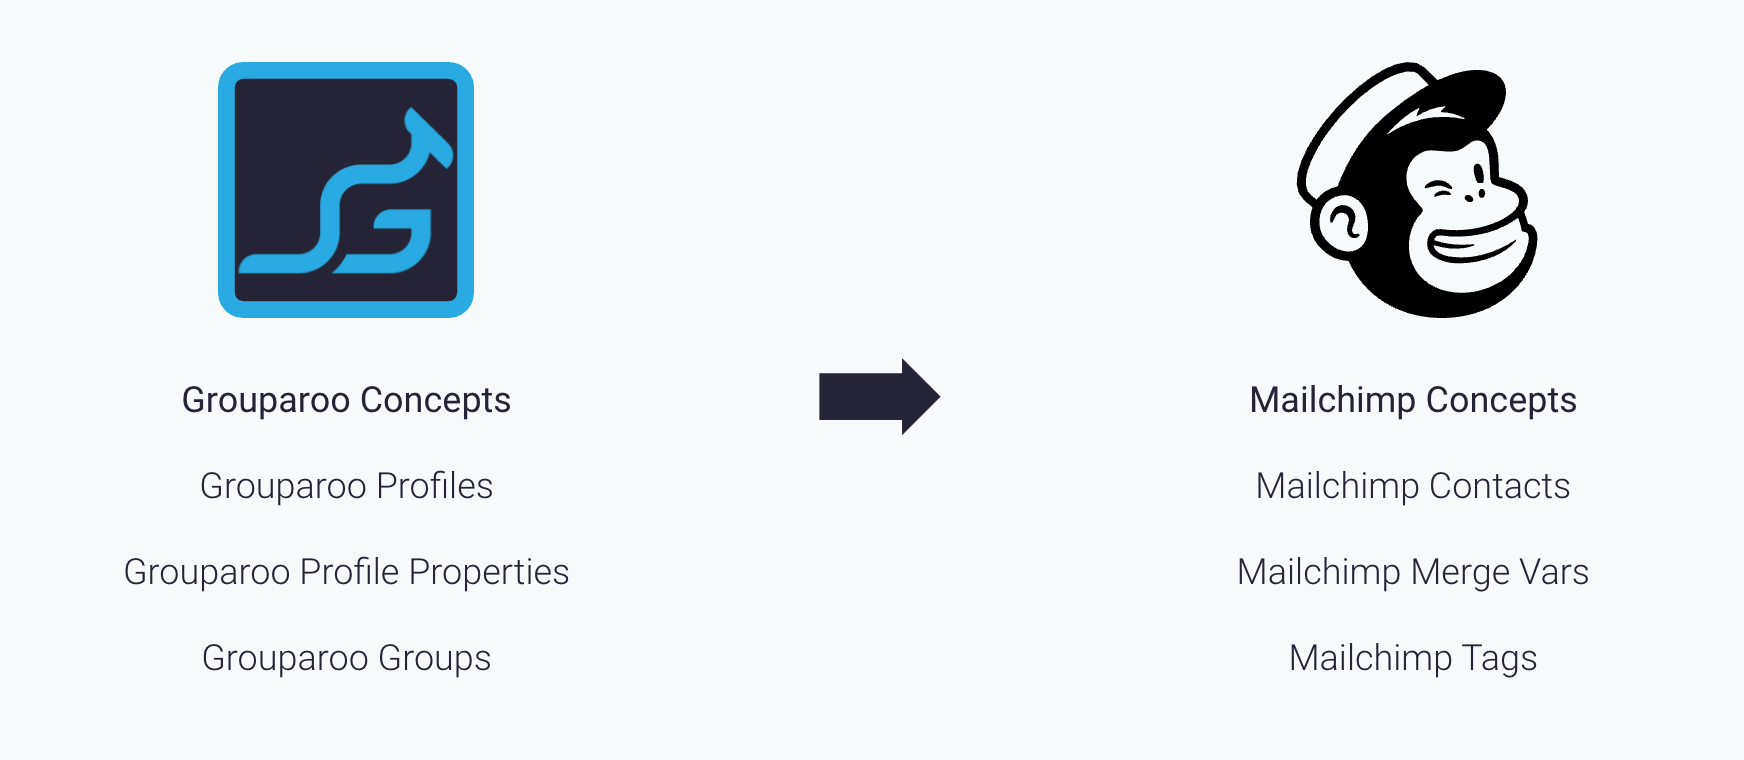 Grouparoo Concepts
Grouparoo Profiles
Grouparoo Profile Properties
Grouparoo Groups
Mailchimp Concepts
Mailchimp Contacts
Mailchimp Merge Vars
Mailchimp Tags